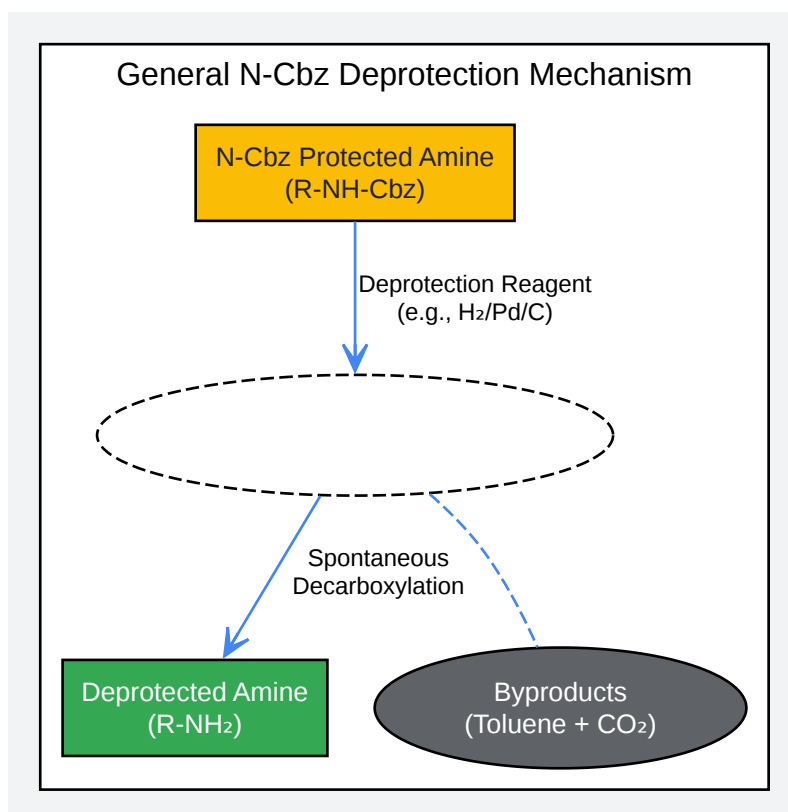 General N-Cbz Deprotection Mechanism
N-Cbz Protected Amine
(R-NH-Cbz)
Deprotection Reagent
(e.g., H₂/Pd/C)
Spontaneous
Decarboxylation
Deprotected Amine
(R-NH₂)
Byproducts
(Toluene + CO₂)